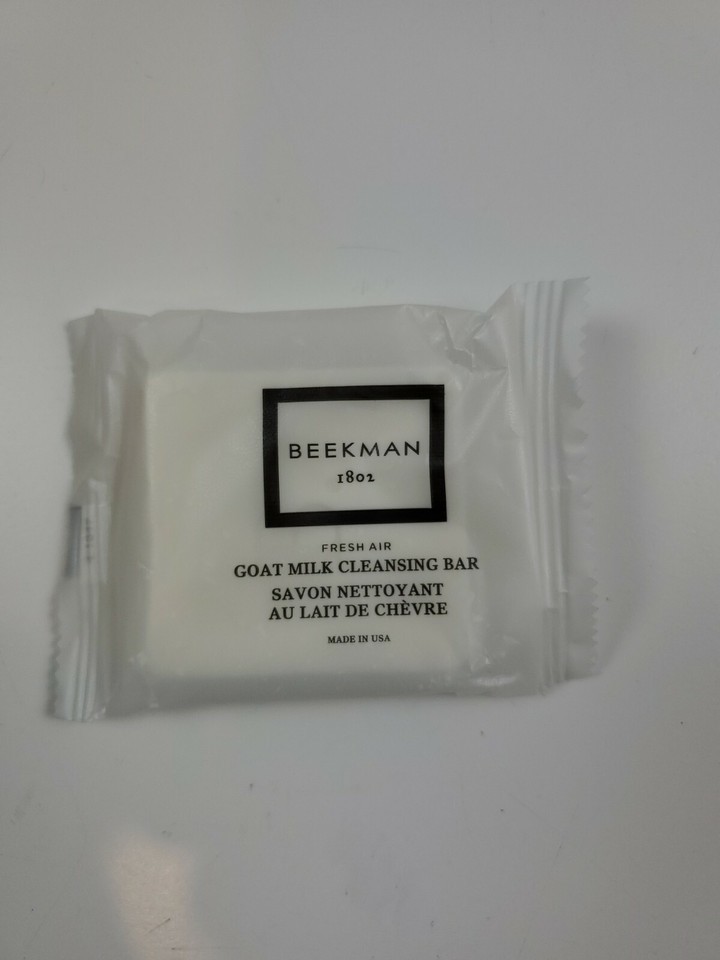 BEEKMAN
1802
FRESH AIR
GOAT MILK CLEANSING BAR
SAVON NETTOYANT
AU LAIT DE CHÈVRE
MADE IN USA